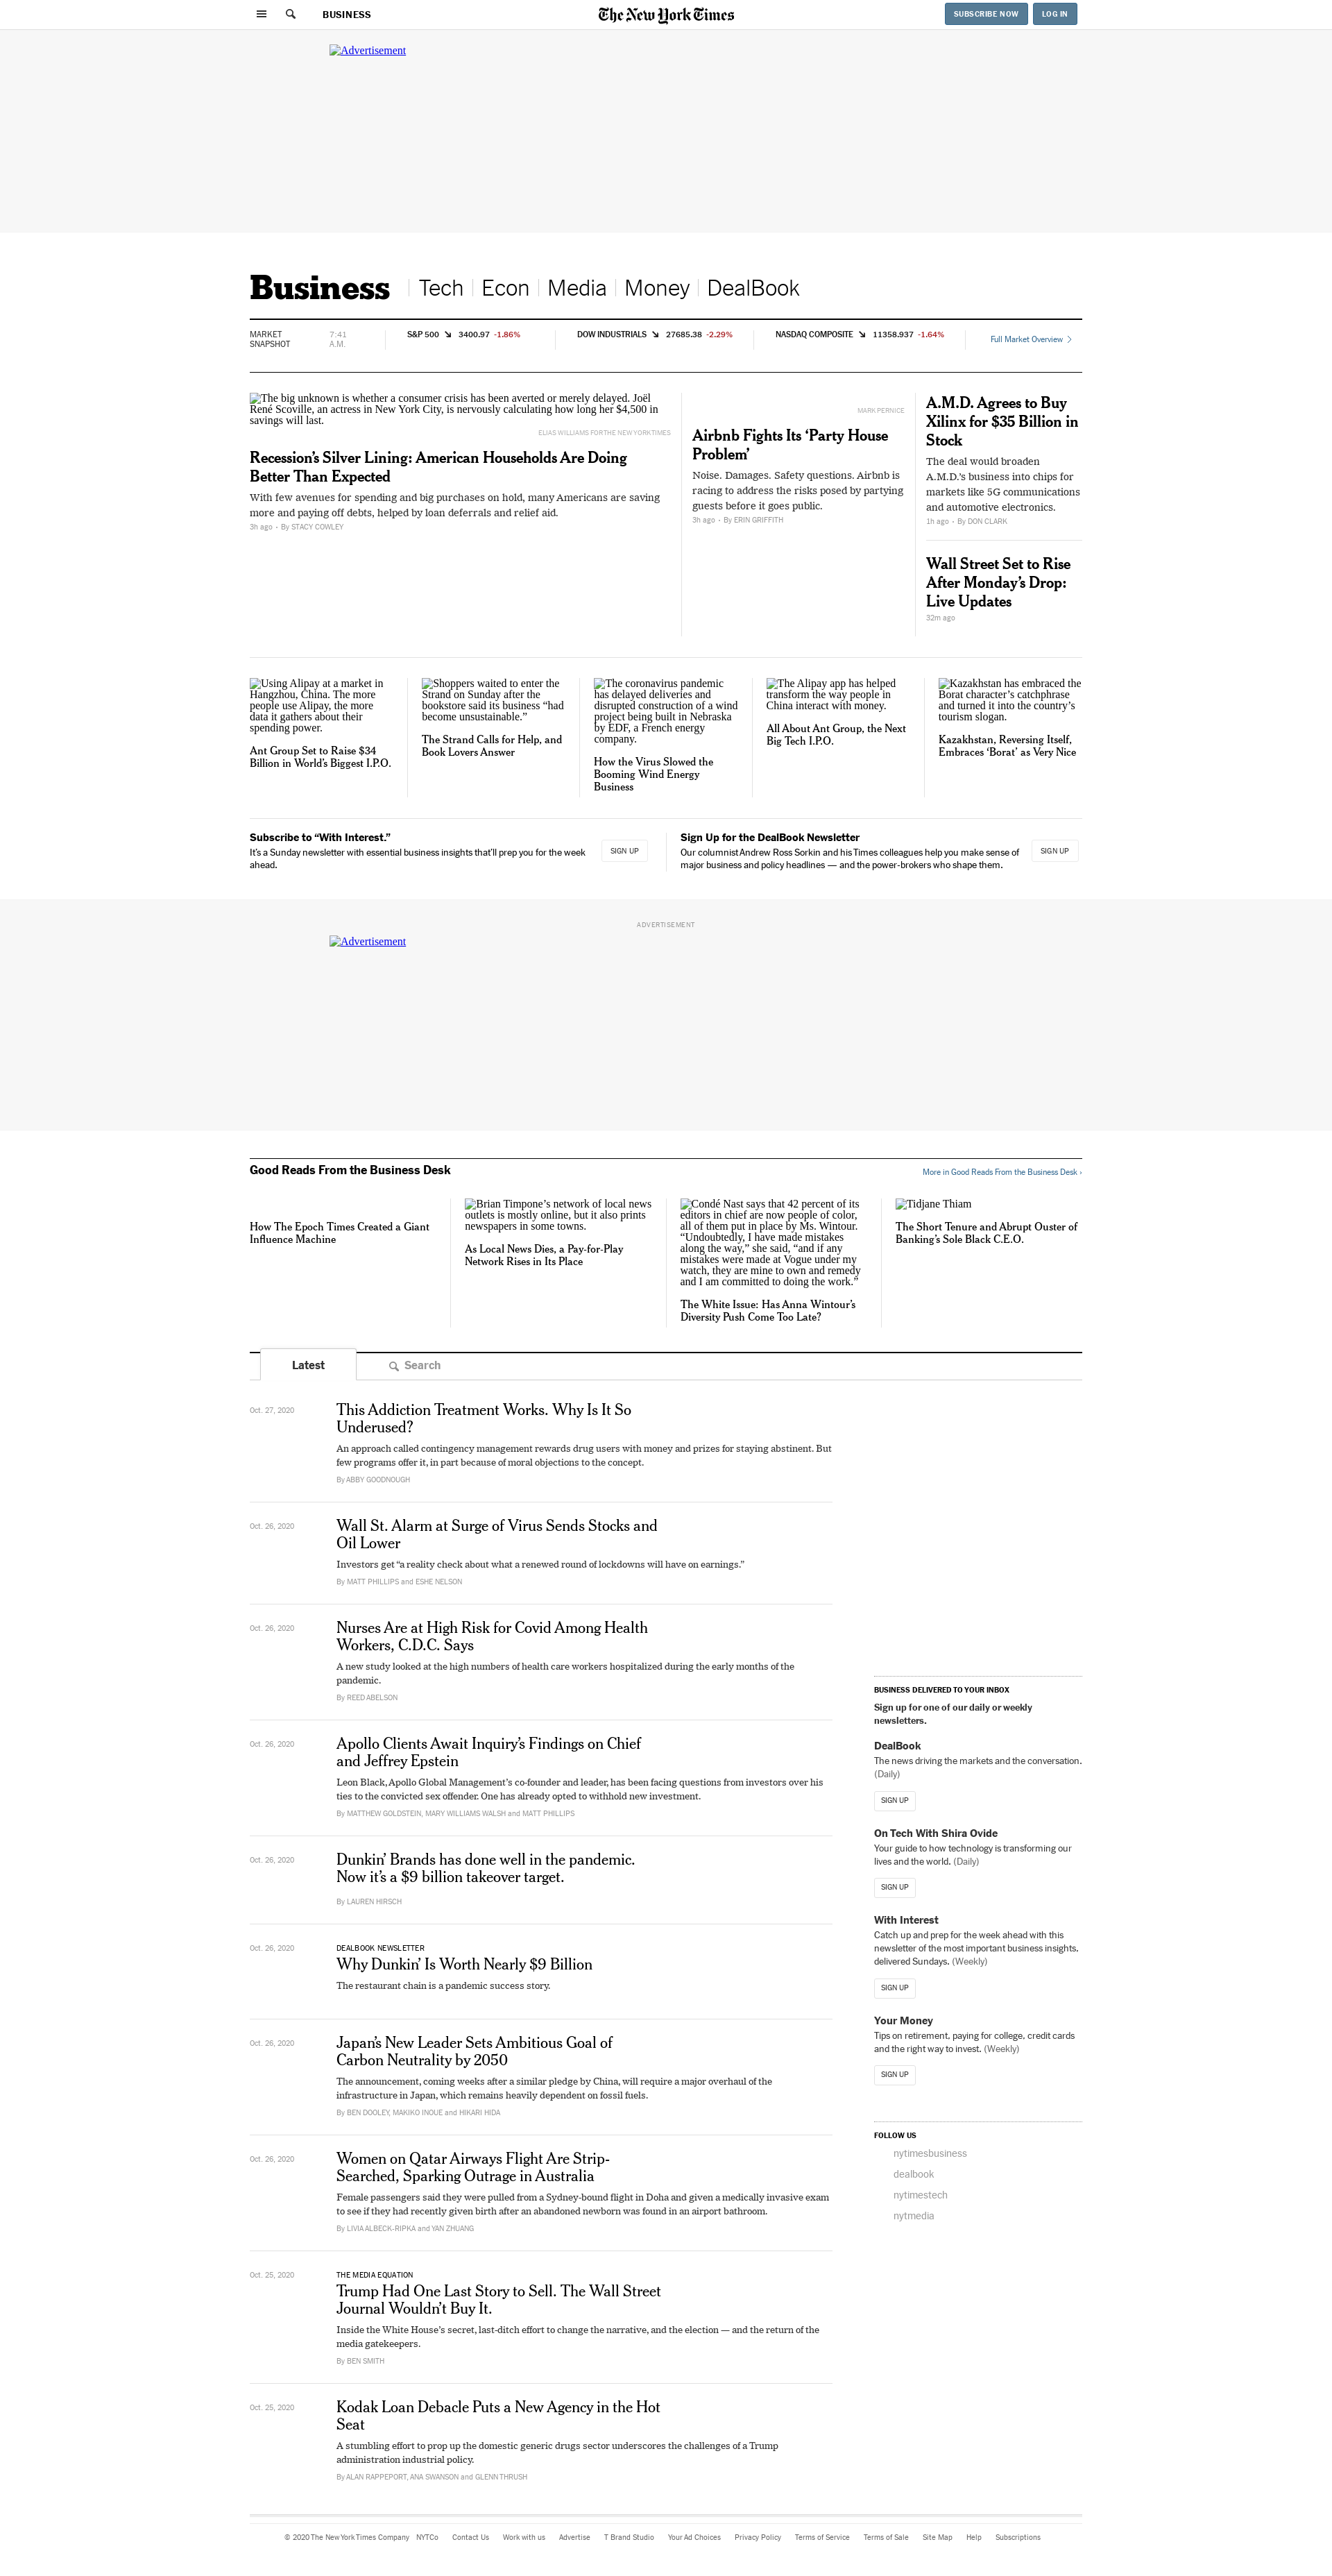 BUSINESS
The New York Times
SUBSCRIBE NOW
LOG IN
Advertisement
Business
Tech
Econ
Media
Money
DealBook
MARKET
SNAPSHOT
7:41
A.M.
S&P 500 3400.97 -1.86%
DOW INDUSTRIALS 27685.38 -2.29%
NASDAQ COMPOSITE 11358.937 -1.64%
Full Market Overview
The big unknown is whether a consumer crisis has been averted or merely delayed. Joël
René Scoville, an actress in New York City, is nervously calculating how long her $4,500 in
savings will last.
ELIAS WILLIAMS FOR THE NEW YORK TIMES
Recession’s Silver Lining: American Households Are Doing
Better Than Expected
With few avenues for spending and big purchases on hold, many Americans are saving
more and paying off debts, helped by loan deferrals and relief aid.
3h ago • By STACY COWLEY
MARK PERNICE
Airbnb Fights Its ‘Party House
Problem’
Noise. Damages. Safety questions. Airbnb is
racing to address the risks posed by partying
guests before it goes public.
3h ago • By ERIN GRIFFITH
A.M.D. Agrees to Buy
Xilinx for $35 Billion in
Stock
The deal would broaden
A.M.D.’s business into chips for
markets like 5G communications
and automotive electronics.
1h ago • By DON CLARK
Wall Street Set to Rise
After Monday’s Drop:
Live Updates
32m ago
Using Alipay at a market in
Hangzhou, China. The more
people use Alipay, the more
data it gathers about their
spending power.
Ant Group Set to Raise $34
Billion in World’s Biggest I.P.O.
Shoppers waited to enter the
Strand on Sunday after the
bookstore said its business “had
become unsustainable.”
The Strand Calls for Help, and
Book Lovers Answer
The coronavirus pandemic
has delayed deliveries and
disrupted construction of a wind
project being built in Nebraska
by EDF, a French energy
company.
How the Virus Slowed the
Booming Wind Energy
Business
The Alipay app has helped
transform the way people in
China interact with money.
All About Ant Group, the Next
Big Tech I.P.O.
Kazakhstan has embraced the
Borat character’s catchphrase
and turned it into the country’s
tourism slogan.
Kazakhstan, Reversing Itself,
Embraces ‘Borat’ as Very Nice
Subscribe to “With Interest.”
It’s a Sunday newsletter with essential business insights that’ll prep you for the week
ahead.
SIGN UP
Sign Up for the DealBook Newsletter
Our columnist Andrew Ross Sorkin and his Times colleagues help you make sense of
major business and policy headlines — and the power-brokers who shape them.
SIGN UP
ADVERTISEMENT
Advertisement
Good Reads From the Business Desk
More in Good Reads From the Business Desk ›
How The Epoch Times Created a Giant
Influence Machine
Brian Timpone’s network of local news
outlets is mostly online, but it also prints
newspapers in some towns.
As Local News Dies, a Pay-for-Play
Network Rises in Its Place
Condé Nast says that 42 percent of its
editors in chief are now people of color,
all of them put in place by Ms. Wintour.
“Undoubtedly, I have made mistakes
along the way,” she said, “and if any
mistakes were made at Vogue under my
watch, they are mine to own and remedy
and I am committed to doing the work.”
The White Issue: Has Anna Wintour’s
Diversity Push Come Too Late?
Tidjane Thiam
The Short Tenure and Abrupt Ouster of
Banking’s Sole Black C.E.O.
Latest
Search
Oct. 27, 2020
This Addiction Treatment Works. Why Is It So
Underused?
An approach called contingency management rewards drug users with money and prizes for staying abstinent. But
few programs offer it, in part because of moral objections to the concept.
By ABBY GOODNOUGH
Oct. 26, 2020
Wall St. Alarm at Surge of Virus Sends Stocks and
Oil Lower
Investors get “a reality check about what a renewed round of lockdowns will have on earnings.”
By MATT PHILLIPS and ESHE NELSON
Oct. 26, 2020
Nurses Are at High Risk for Covid Among Health
Workers, C.D.C. Says
A new study looked at the high numbers of health care workers hospitalized during the early months of the
pandemic.
By REED ABELSON
Oct. 26, 2020
Apollo Clients Await Inquiry’s Findings on Chief
and Jeffrey Epstein
Leon Black, Apollo Global Management’s co-founder and leader, has been facing questions from investors over his
ties to the convicted sex offender. One has already opted to withhold new investment.
By MATTHEW GOLDSTEIN, MARY WILLIAMS WALSH and MATT PHILLIPS
Oct. 26, 2020
Dunkin’ Brands has done well in the pandemic.
Now it’s a $9 billion takeover target.
By LAUREN HIRSCH
Oct. 26, 2020
DEALBOOK NEWSLETTER
Why Dunkin’ Is Worth Nearly $9 Billion
The restaurant chain is a pandemic success story.
Oct. 26, 2020
Japan’s New Leader Sets Ambitious Goal of
Carbon Neutrality by 2050
The announcement, coming weeks after a similar pledge by China, will require a major overhaul of the
infrastructure in Japan, which remains heavily dependent on fossil fuels.
By BEN DOOLEY, MAKIKO INOUE and HIKARI HIDA
Oct. 26, 2020
Women on Qatar Airways Flight Are Strip-
Searched, Sparking Outrage in Australia
Female passengers said they were pulled from a Sydney-bound flight in Doha and given a medically invasive exam
to see if they had recently given birth after an abandoned newborn was found in an airport bathroom.
By LIVIA ALBECK-RIPKA and YAN ZHUANG
Oct. 25, 2020
THE MEDIA EQUATION
Trump Had One Last Story to Sell. The Wall Street
Journal Wouldn’t Buy It.
Inside the White House’s secret, last-ditch effort to change the narrative, and the election — and the return of the
media gatekeepers.
By BEN SMITH
Oct. 25, 2020
Kodak Loan Debacle Puts a New Agency in the Hot
Seat
A stumbling effort to prop up the domestic generic drugs sector underscores the challenges of a Trump
administration industrial policy.
By ALAN RAPPEPORT, ANA SWANSON and GLENN THRUSH
BUSINESS DELIVERED TO YOUR INBOX
Sign up for one of our daily or weekly
newsletters.
DealBook
The news driving the markets and the conversation.
(Daily)
SIGN UP
On Tech With Shira Ovide
Your guide to how technology is transforming our
lives and the world. (Daily)
SIGN UP
With Interest
Catch up and prep for the week ahead with this
newsletter of the most important business insights,
delivered Sundays. (Weekly)
SIGN UP
Your Money
Tips on retirement, paying for college, credit cards
and the right way to invest. (Weekly)
SIGN UP
FOLLOW US
nytimesbusiness
dealbook
nytimestech
nytmedia
© 2020 The New York Times Company NYTCo Contact Us Work with us Advertise T Brand Studio Your Ad Choices Privacy Policy Terms of Service Terms of Sale Site Map Help Subscriptions